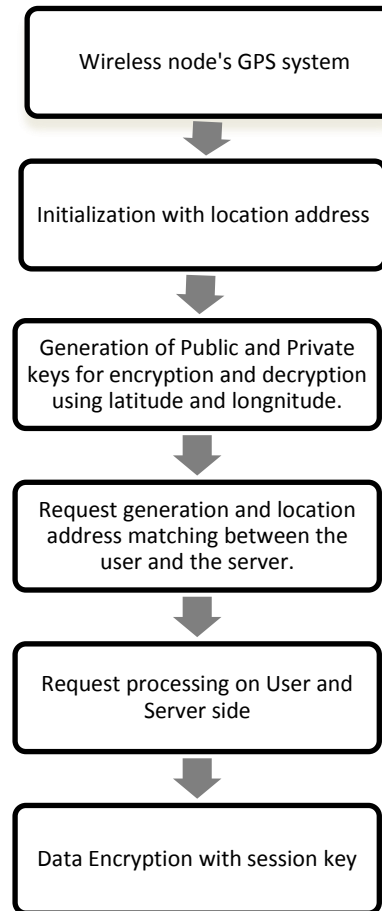 Wireless node's GPS system
Initialization with location address
Generation of Public and Private
keys for encryption and decryption
using latitude and longnitude.
Request generation and location
address matching between the
user and the server.
Request processing on User and
Server side
Data Encryption with session key